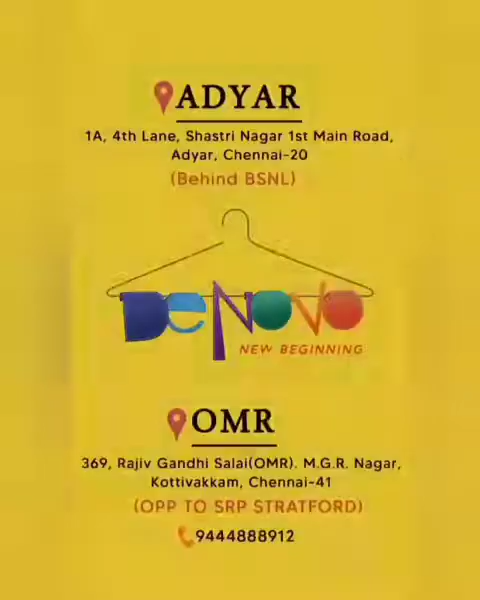 ADYAR
1A, 4th Lane, Shastri Nagar 1st Main Road,
Adyar, Chennai-20
(Behind BSNL)
DeNovo
NEW BEGINNING
OMR
369, Rajiv Gandhi Salai(OMR). M.G.R. Nagar,
Kottivakkam, Chennai-41
(OPP TO SRP STRATFORD)
9444888912